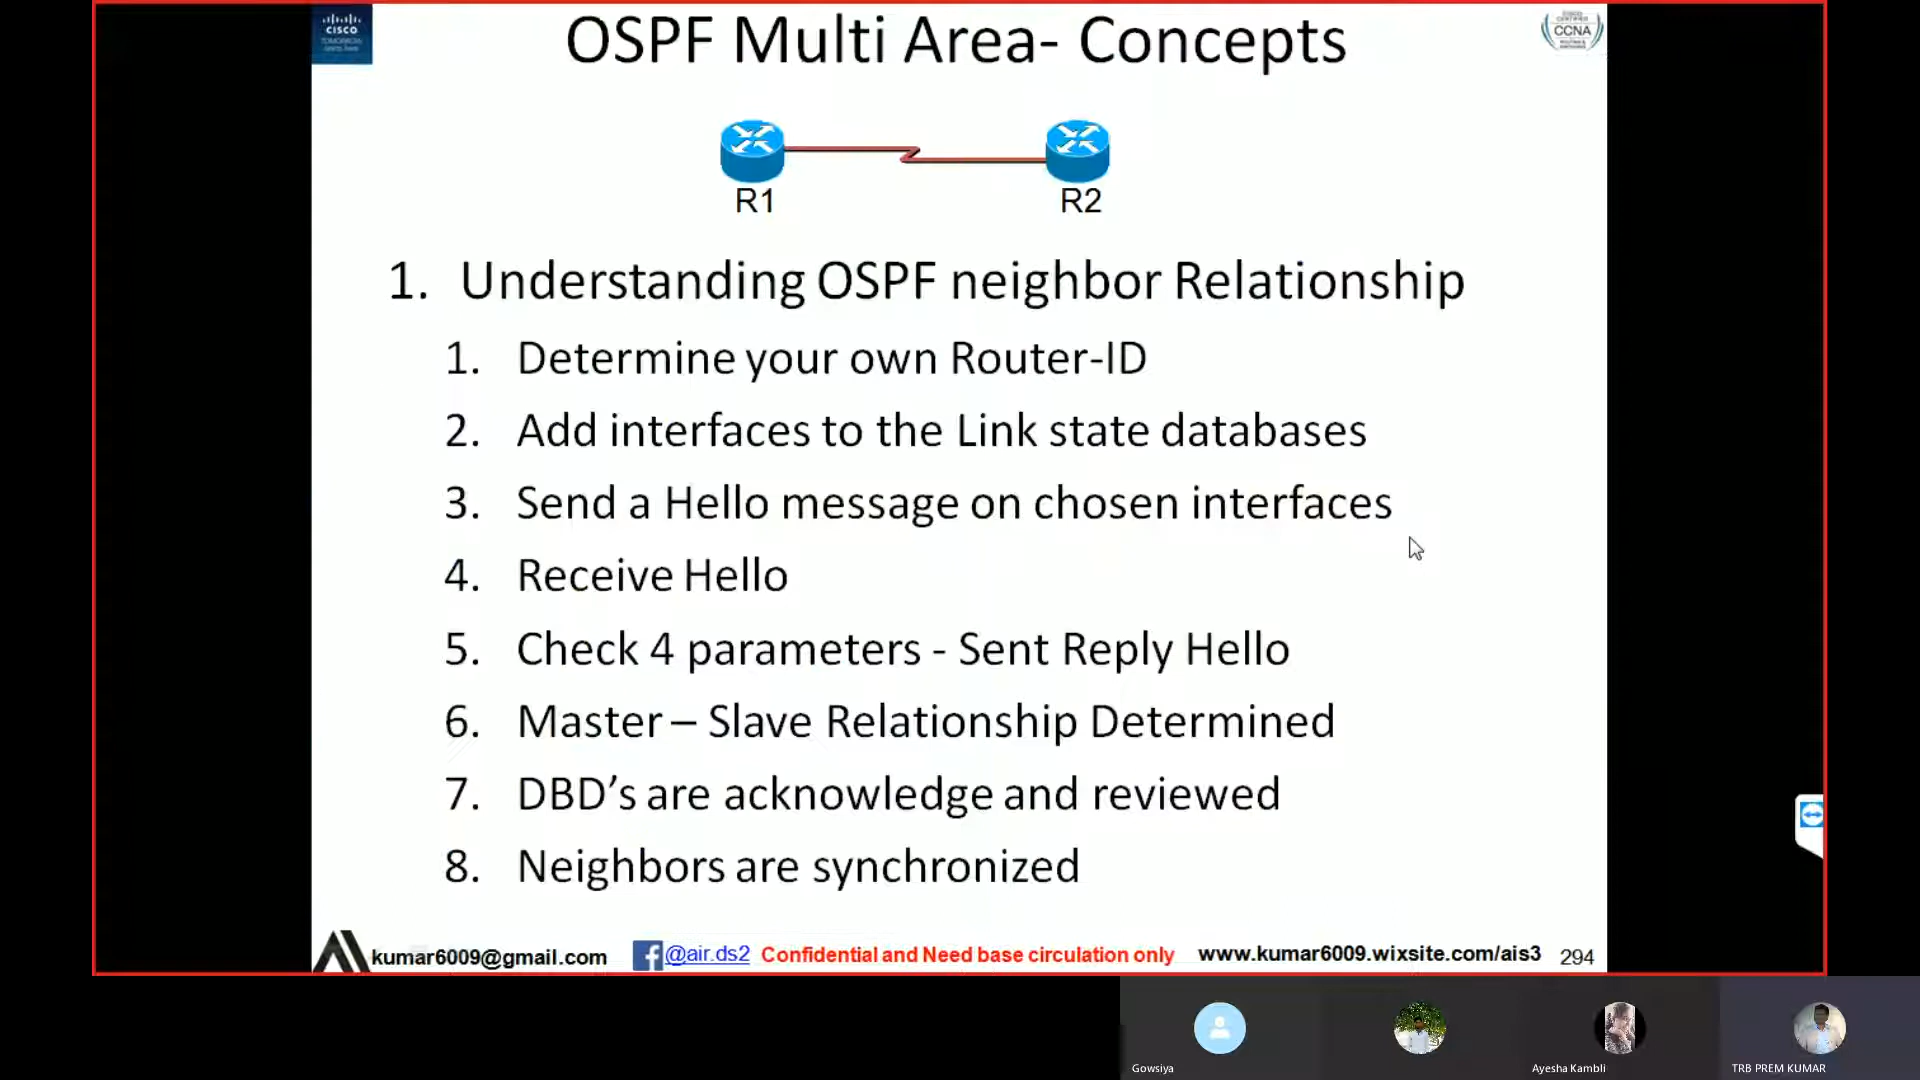 CISCO
OSPF Multi Area- Concepts
CCNA
R1
R2
1. Understanding OSPF neighbor Relationship
1. Determine your own Router-ID
2. Add interfaces to the Link state databases
3. Send a Hello message on chosen interfaces
4. Receive Hello
5. Check 4 parameters - Sent Reply Hello
6. Master – Slave Relationship Determined
7. DBD’s are acknowledge and reviewed
8. Neighbors are synchronized
kumar6009@gmail.com @air.ds2 Confidential and Need base circulation only www.kumar6009.wixsite.com/ais3 294
Gowsiya
Ayesha Kambli
TRB PREM KUMAR